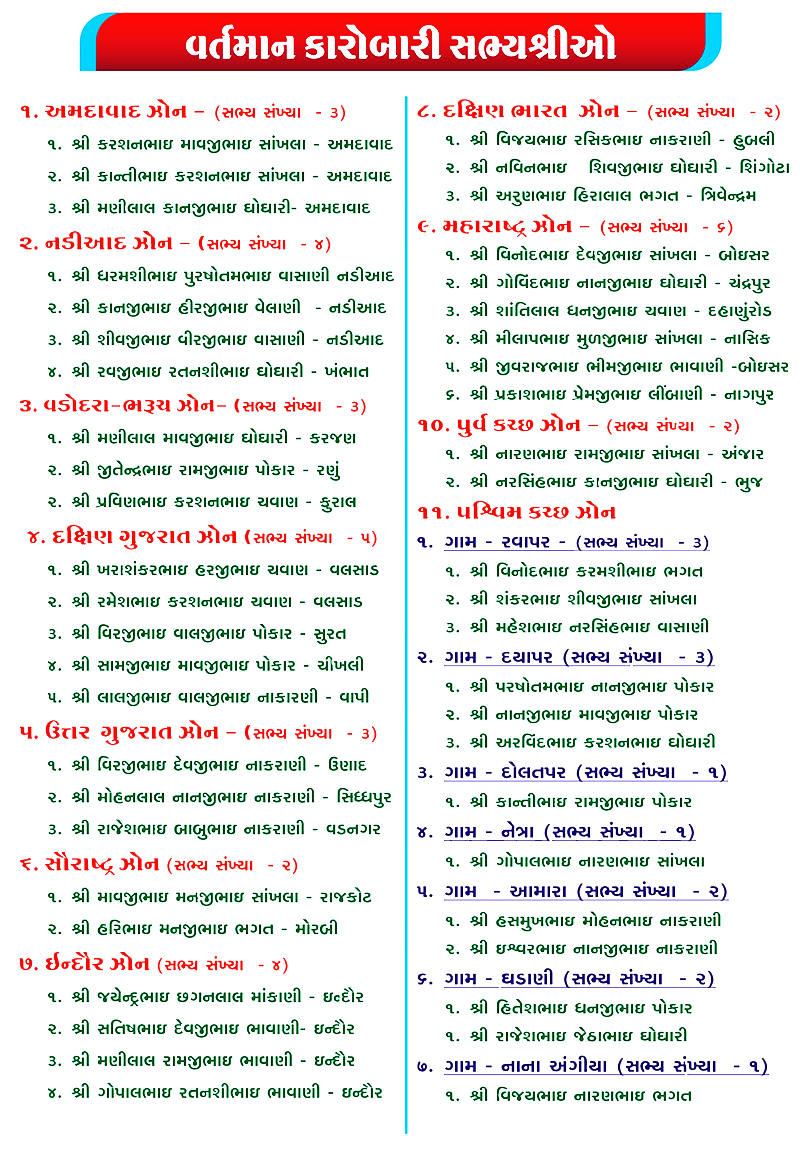 વર્તમાન કારોબારી સભ્યશ્રીઓ
૧. અમદાવાદ ઝોન – (સભ્ય સંખ્યા - ૩)
૧. શ્રી કરશનભાઇ માવજીભાઇ સાંખલા - અમદાવાદ
૨. શ્રી કાન્તીભાઇ કરશનભાઇ સાંખલા - અમદાવાદ
૩. શ્રી મણીલાલ કાનજીભાઇ ઘોઘારી- અમદાવાદ
૨. નડીઆદ ઝોન – (સભ્ય સંખ્યા - ૪)
૧. શ્રી ધરમશીભાઇ પુરષોતમભાઇ વાસાણી નડીઆદ
૨. શ્રી કાનજીભાઇ હીરજીભાઇ વેલાણી - નડીઆદ
૩. શ્રી શીવજીભાઇ વીરજીભાઇ વાસાણી - નડીઆદ
૪. શ્રી રવજીભાઇ રતનશીભાઇ ઘોઘારી - ખંભાત
૩. વડોદરા-ભરૂચ ઝોન– (સભ્ય સંખ્યા - ૩)
૧. શ્રી મણીલાલ માવજીભાઇ ઘોઘારી - કરજણ
૨. શ્રી જીતેન્દ્રભાઇ રામજીભાઇ પોકાર - રણું
૨. શ્રી પ્રવિણભાઇ કરશનભાઇ ચવાણ - કુરાલ
૪. દક્ષિણ ગુજરાત ઝોન (સભ્ય સંખ્યા - ૫)
૧. શ્રી ખરાશંકરભાઇ હરજીભાઇ ચવાણ - વલસાડ
૨. શ્રી રમેશભાઇ કરશનભાઇ ચવાણ - વલસાડ
૩. શ્રી વિરજીભાઇ વાલજીભાઇ પોકાર - સુરત
૪. શ્રી સામજીભાઇ માવજીભાઇ પોકાર - ચીખલી
૫. શ્રી લાલજીભાઇ વાલજીભાઇ નાકારણી - વાપી
૫. ઉત્તર ગુજરાત ઝોન – (સભ્ય સંખ્યા - ૩)
૧. શ્રી વિરજીભાઇ દેવજીભાઇ નાકરાણી - ઉણાદ
૨. શ્રી મોહનલાલ નાનજીભાઇ નાકરાણી - સિધ્ધપુર
૩. શ્રી રાજેશભાઇ બાબુભાઇ નાકરાણી - વડનગર
૬. સૌરાષ્ટ્ર ઝોન (સભ્ય સંખ્યા - ૨)
૧. શ્રી માવજીભાઇ મનજીભાઇ સાંખલા - રાજકોટ
૨. શ્રી હરિભાઇ મનજીભાઇ ભગત - મોરબી
૭. ઈન્દૌર ઝોન (સભ્ય સંખ્યા - ૪)
૧. શ્રી જયેન્દ્રભાઇ છગનલાલ માંકાણી - ઇન્દૌર
૨. શ્રી સતિષભાઇ દેવજીભાઇ ભાવાણી- ઇન્દૌર
૩. શ્રી મણીલાલ રામજીભાઇ ભાવાણી - ઇન્દૌર
૪. શ્રી ગોપાલભાઇ રતનશીભાઇ ભાવાણી - ઇન્દૌર
૮. દક્ષિણ ભારત ઝોન – (સભ્ય સંખ્યા - ૨)
૧. શ્રી વિજયભાઇ રસિકભાઇ નાકરાણી - હુબલી
૨. શ્રી નવિનભાઇ શિવજીભાઇ ઘોઘારી - શિંગોટા
૩. શ્રી અરુણભાઇ હિરાલાલ ભગત - ત્રિવેન્દ્રમ
૯. મહારાષ્ટ્ર ઝોન – (સભ્ય સંખ્યા - ૬)
૧. શ્રી વિનોદભાઇ દેવજીભાઇ સાંખલા - બોઇસર
૨. શ્રી ગોવિંદભાઇ નાનજીભાઇ ઘોઘારી - ચંદ્રપુર
૩. શ્રી શાંતિલાલ ધનજીભાઇ ચવાણ - દહાણુંરોડ
૪. શ્રી મીલાપભાઇ મુળજીભાઇ સાંખલા - નાસિક
૫. શ્રી જીવરાજભાઇ ભીમજીભાઇ ભાવાણી -બોઇસર
૬. શ્રી પ્રકાશભાઇ પ્રેમજીભાઇ લીંબાણી - નાગપુર
૧૦. પુર્વ કચ્છ ઝોન – (સભ્ય સંખ્યા - ૨)
૧. શ્રી નારણભાઇ રામજીભાઇ સાંખલા - અંજાર
૨. શ્રી નરસિંહભાઇ કાનજીભાઇ ઘોઘારી - ભુજ
૧૧. પશ્ચિમ કચ્છ ઝોન
૧. ગામ - રવાપર - (સભ્ય સંખ્યા - ૩)
૧. શ્રી વિનોદભાઇ કરમશીભાઇ ભગત
૨. શ્રી શંકરભાઇ શીવજીભાઇ સાંખલા
૩. શ્રી મહેશભાઇ નરસિંહભાઇ વાસાણી
૨. ગામ - દયાપર (સભ્ય સંખ્યા - ૩)
૧. શ્રી પરષોતમભાઇ નાનજીભાઇ પોકાર
૨. શ્રી નાનજીભાઇ માવજીભાઇ પોકાર
૩. શ્રી અરવિંદભાઇ કરશનભાઇ ઘોઘારી
૩. ગામ - દોલતપર (સભ્ય સંખ્યા - ૧)
૧. શ્રી કાન્તીભાઇ રામજીભાઇ પોકાર
૪. ગામ - નેત્રા (સભ્ય સંખ્યા - ૧)
૧. શ્રી ગોપાલભાઇ નારણભાઇ સાંખલા
૫. ગામ - આમારા (સભ્ય સંખ્યા - ૨)
૧. શ્રી હસમુખભાઇ મોહનભાઇ નાકરાણી
૨. શ્રી ઇશ્વરભાઇ નાનજીભાઇ નાકરાણી
૬. ગામ - ઘડાણી (સભ્ય સંખ્યા - ૨)
૧. શ્રી હિતેશભાઇ ધનજીભાઇ પોકાર
૧. શ્રી રાજેશભાઇ જેઠાભાઇ ઘોઘારી
૭. ગામ - નાના અંગીયા (સભ્ય સંખ્યા - ૧)
૧. શ્રી વિજયભાઇ નારણભાઇ ભગત